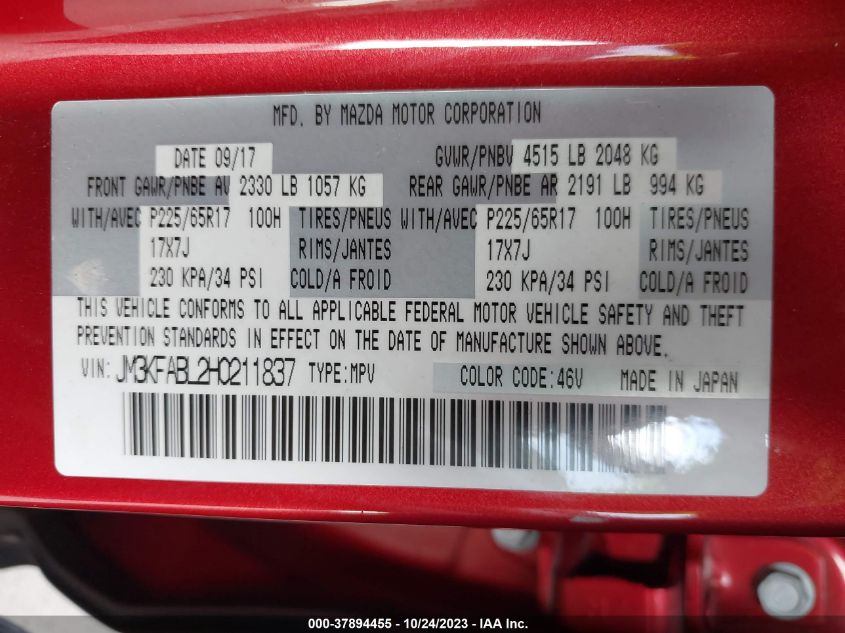 MFD. BY MAZDA MOTOR CORPORATION
DATE 09/17 GVWR/PNBV 4515 LB 2048 KG
FRONT GAWR/PNBE AV 2330 LB 1057 KG REAR GAWR/PNBE AR 2191 LB 994 KG
WITH/AVEC P225/65R17 100H TIRES/PNEUS WITH/AVEC P225/65R17 100H TIRES/PNEUS
17X7J RIMS/JANTES 17X7J RIMS/JANTES
230 KPA/34 PSI COLD/A FROID 230 KPA/34 PSI COLD/A FROID
THIS VEHICLE CONFORMS TO ALL APPLICABLE FEDERAL MOTOR VEHICLE SAFETY AND THEFT
PREVENTION STANDARDS IN EFFECT ON THE DATE OF MANUFACTURE SHOWN ABOVE.
VIN: JM3KFABL2H0211837 TYPE:MPV COLOR CODE:46V MADE IN JAPAN
000-37894455 - 10/24/2023 - IAA Inc.